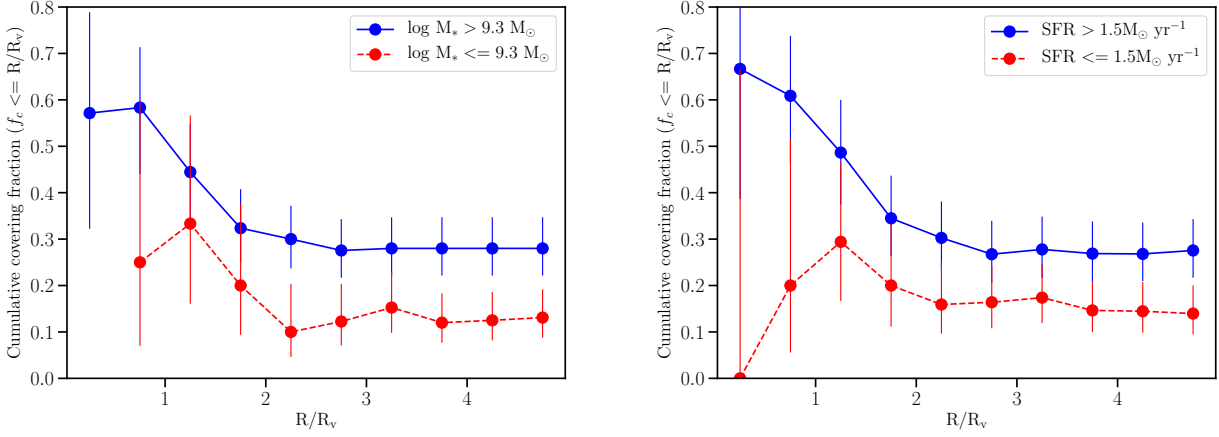 0.8
0.7
0.6
0.5
0.4
0.3
0.2
0.1
0.0
Cumulative covering fraction (f_c <= R/R_v)
log M_* > 9.3 M_⊙
log M_* <= 9.3 M_⊙
1 2 3 4
R/R_v
0.8
0.7
0.6
0.5
0.4
0.3
0.2
0.1
0.0
Cumulative covering fraction (f_c <= R/R_v)
SFR > 1.5M_⊙ yr⁻¹
SFR <= 1.5M_⊙ yr⁻¹
1 2 3 4
R/R_v